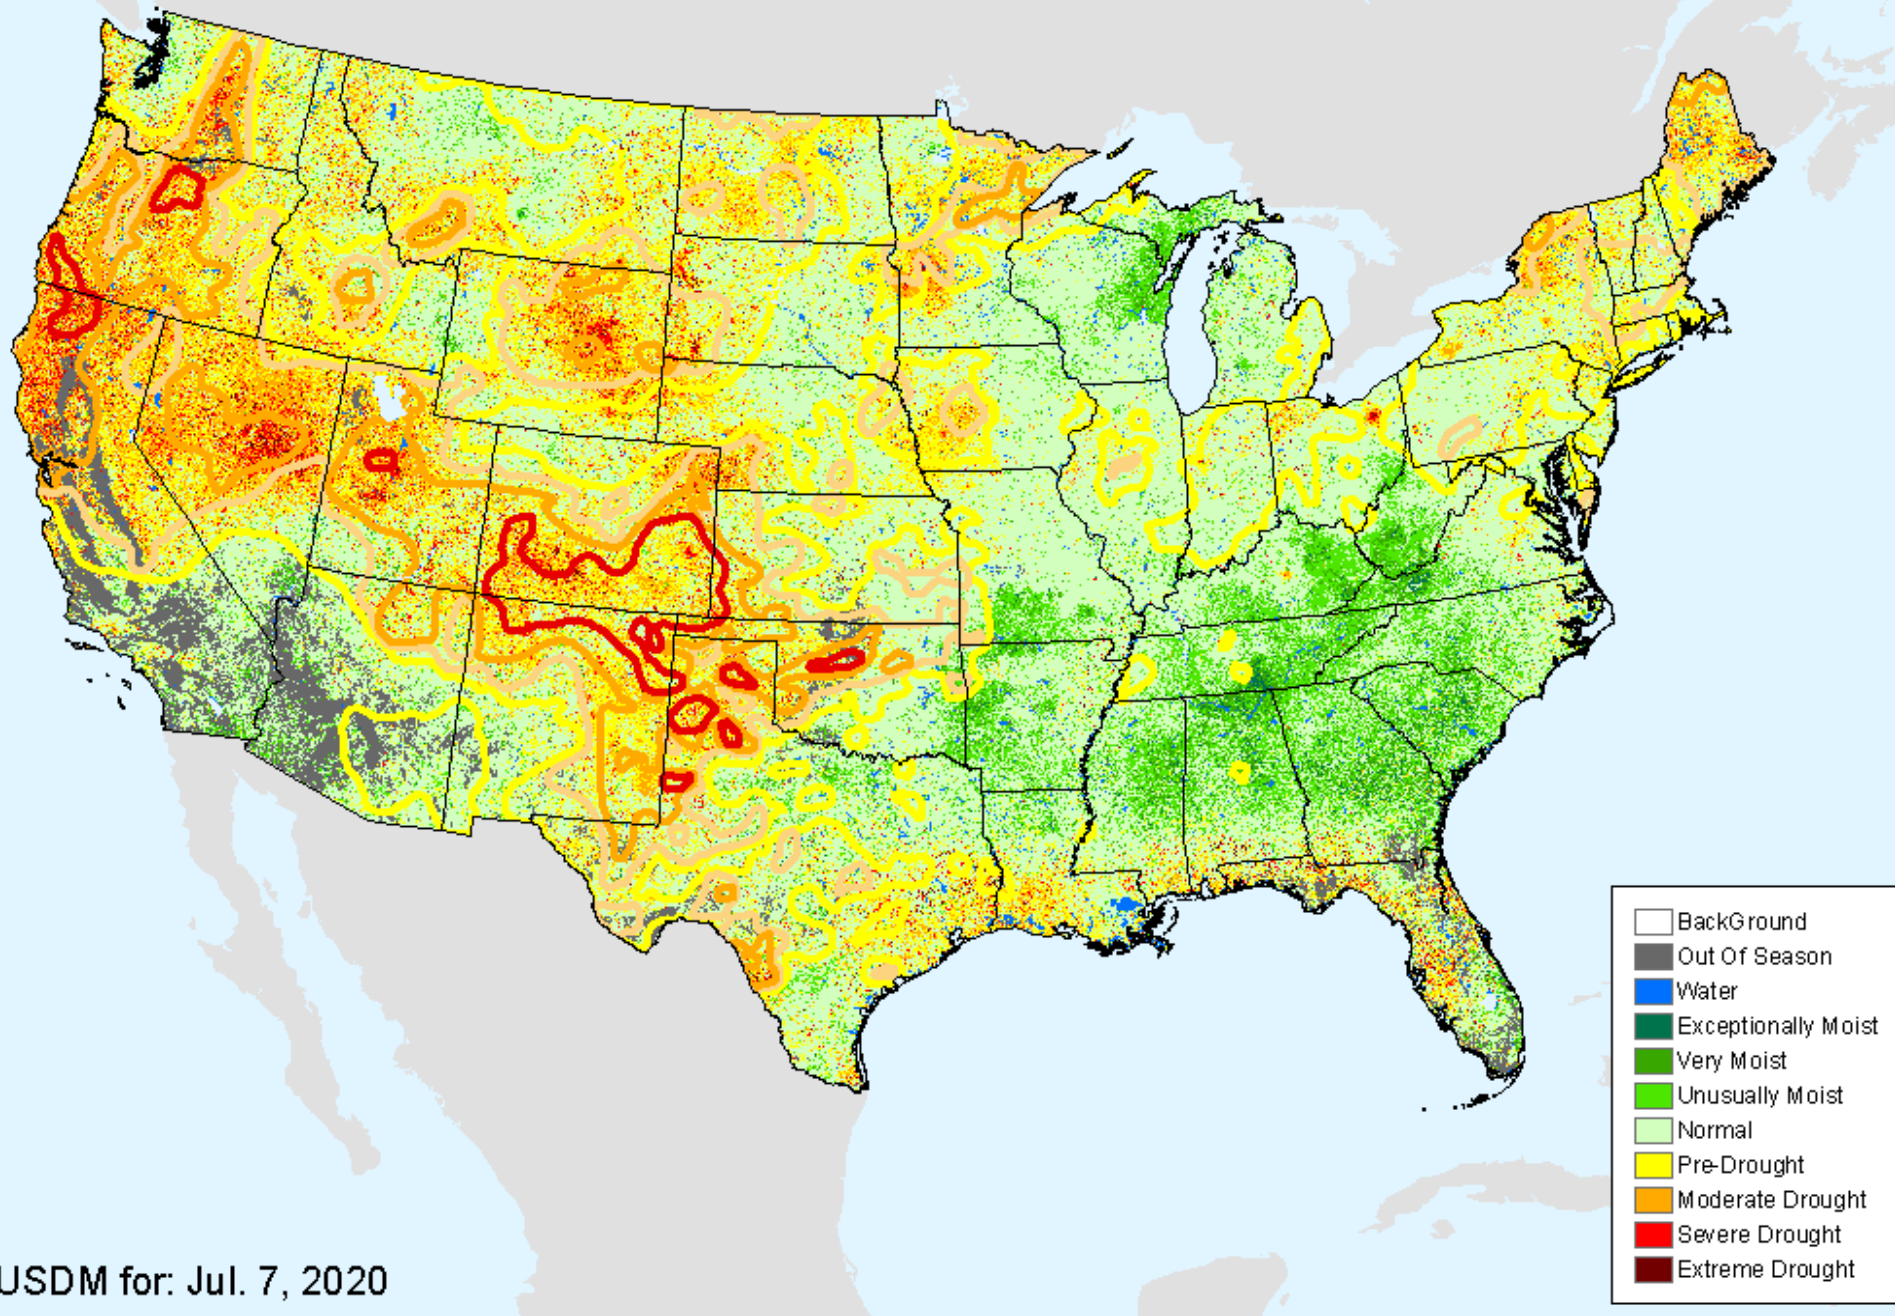 BackGround
Out Of Season
Water
Exceptionally Moist
Very Moist
Unusually Moist
Normal
Pre-Drought
Moderate Drought
Severe Drought
Extreme Drought
USDM for: Jul. 7, 2020